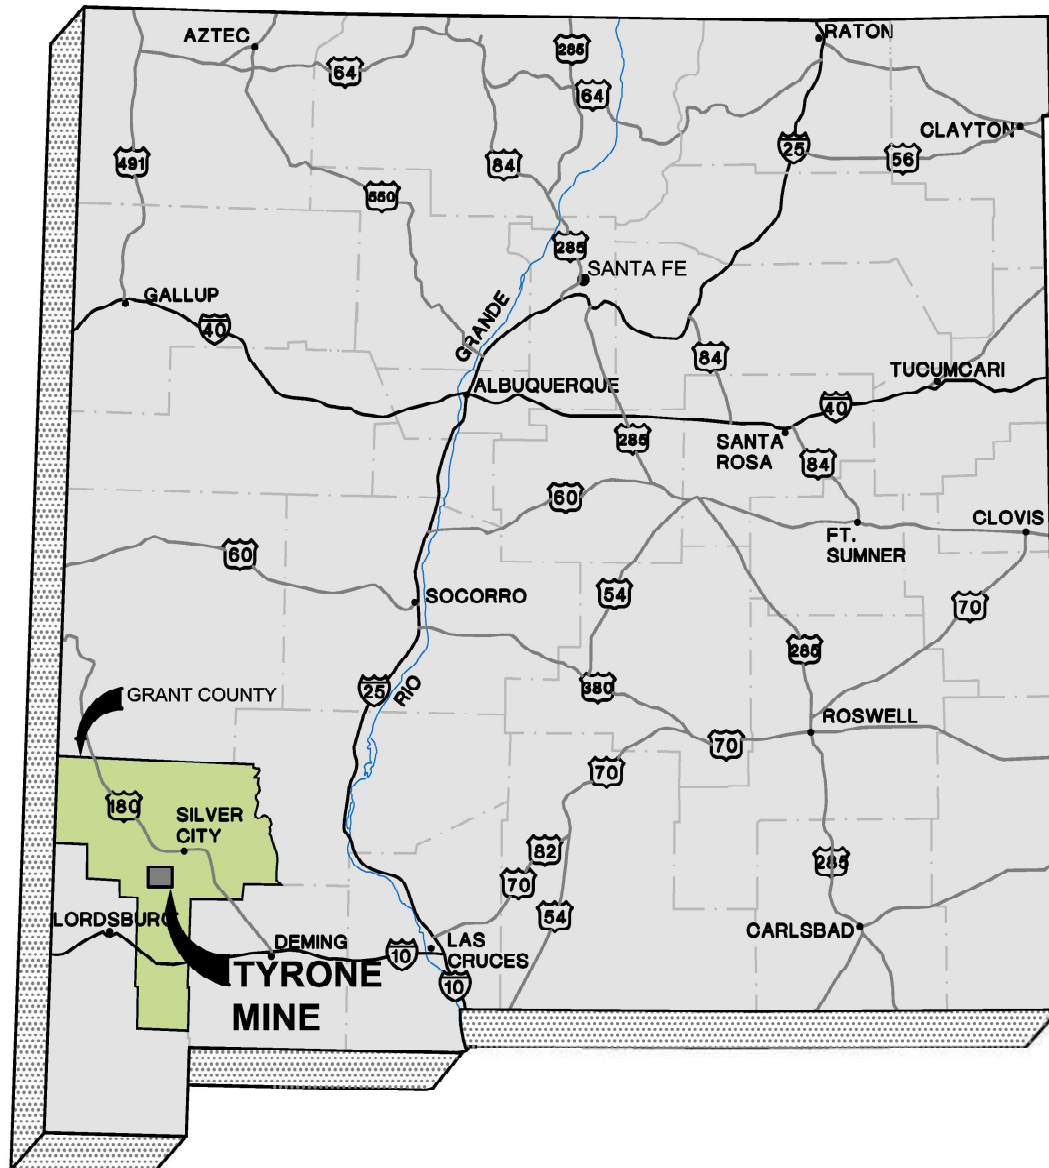 AZTEC
285
RATON
64
64
CLAYTON
491
84
25
56
550
285
SANTA FE
GALLUP
40
GRANDE
84
TUCUMCARI
ALBUQUERQUE
40
285
SANTA
ROSA
84
60
CLOVIS
FT.
SUMNER
60
54
SOCORRO
70
285
GRANT COUNTY
25
RIO
380
ROSWELL
70
70
180
SILVER
CITY
82
285
70
LORDSBURG
54
CARLSBAD
DEMING
10
LAS
CRUCES
10
TYRONE
MINE